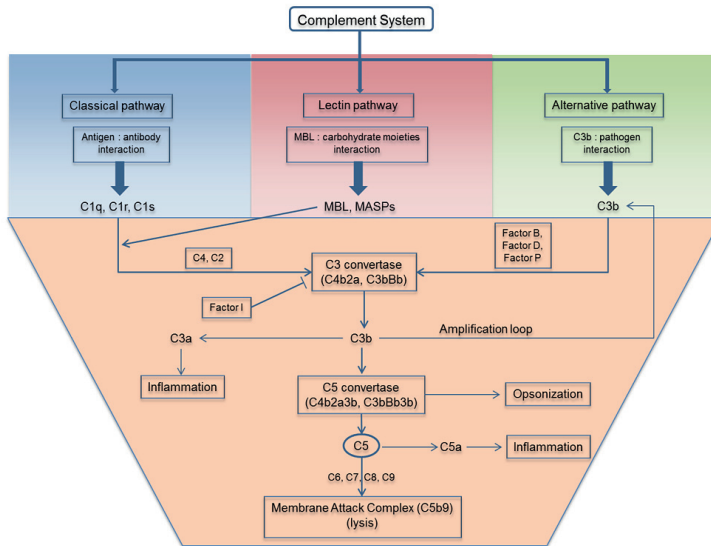 Complement System
Classical pathway
Lectin pathway
Alternative pathway
Antigen : antibody
interaction
MBL : carbohydrate moieties
interaction
C3b : pathogen
interaction
C1q, C1r, C1s
MBL, MASPs
C3b
C4, C2
Factor B,
Factor D,
Factor P
C3 convertase
(C4b2a, C3bBb)
Factor I
Amplification loop
C3a
C3b
Inflammation
C5 convertase
(C4b2a3b, C3bBb3b)
Opsonization
C5
C5a
Inflammation
C6, C7, C8, C9
Membrane Attack Complex (C5b9)
(lysis)